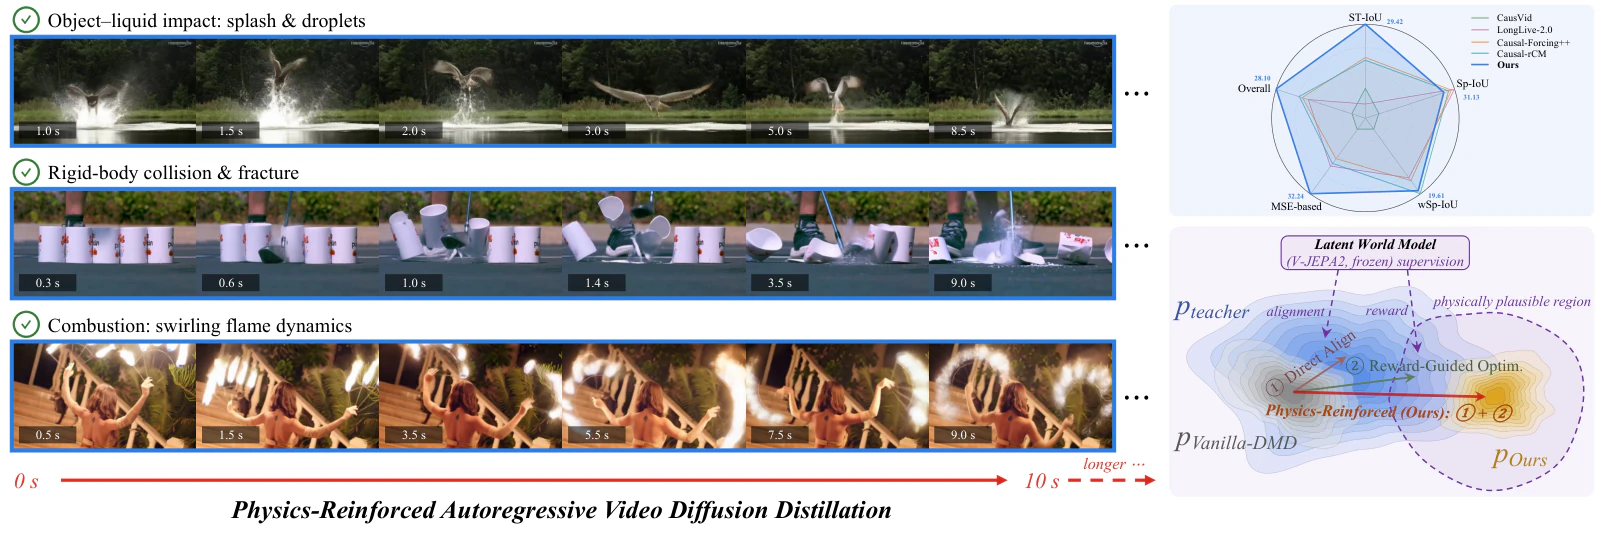 Object–liquid impact: splash & droplets
1.0 s
1.5 s
2.0 s
3.0 s
5.0 s
8.5 s
...
Rigid-body collision & fracture
0.3 s
0.6 s
1.0 s
1.4 s
3.5 s
9.0 s
...
Combustion: swirling flame dynamics
0.5 s
1.5 s
3.5 s
5.5 s
7.5 s
9.0 s
...
0 s
10 s
longer ...
Physics-Reinforced Autoregressive Video Diffusion Distillation
ST-IoU
29.42
Sp-IoU
31.13
wSp-IoU
19.61
MSE-based
32.24
Overall
28.10
CausVid
LongLive-2.0
Causal-Forcing++
Causal-rCM
Ours
Latent World Model
(V-JEPA2, frozen) supervision
physically plausible region
Pteacher
alignment
reward
① Direct Align
② Reward-Guided Optim.
Physics-Reinforced (Ours): ①+②
PVanilla-DMD
POurs